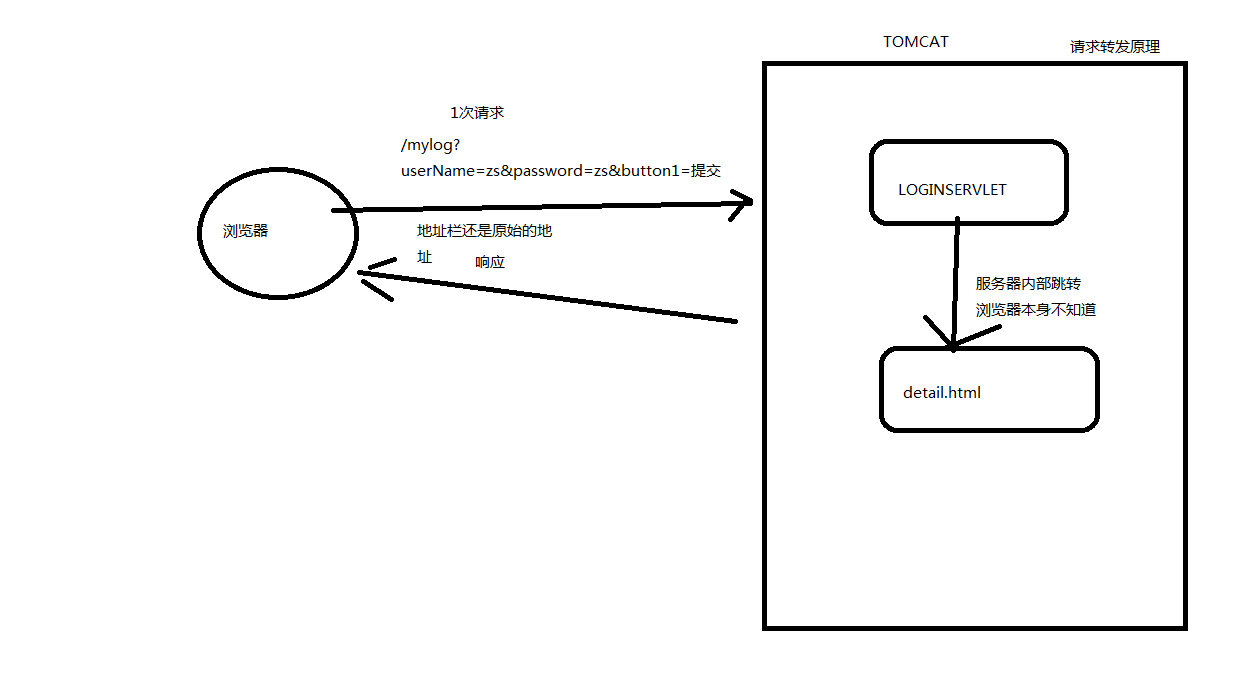 TOMCAT
请求转发原理
1次请求
/mylog?
userName=zs&password=zs&button1=提交
LOGINSERVLET
浏览器
地址栏还是原始的地
址
响应
服务器内部跳转
浏览器本身不知道
detail.html